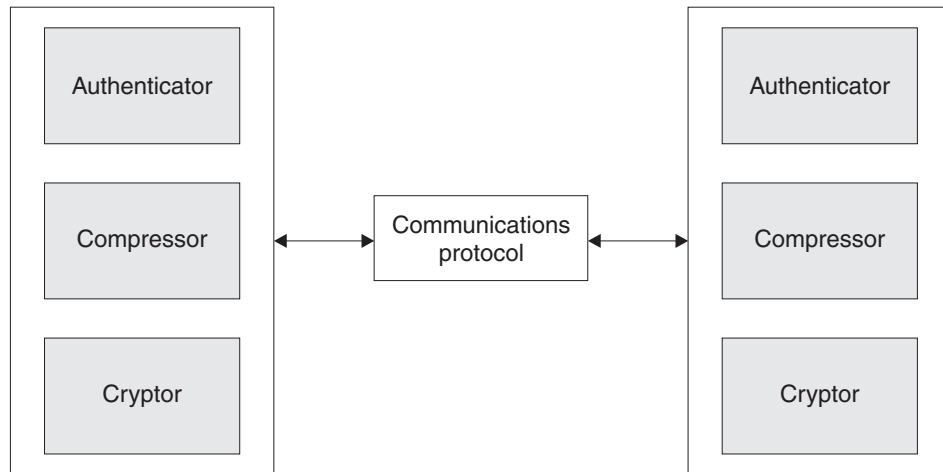 Authenticator
Compressor
Cryptor
Communications
protocol
Authenticator
Compressor
Cryptor